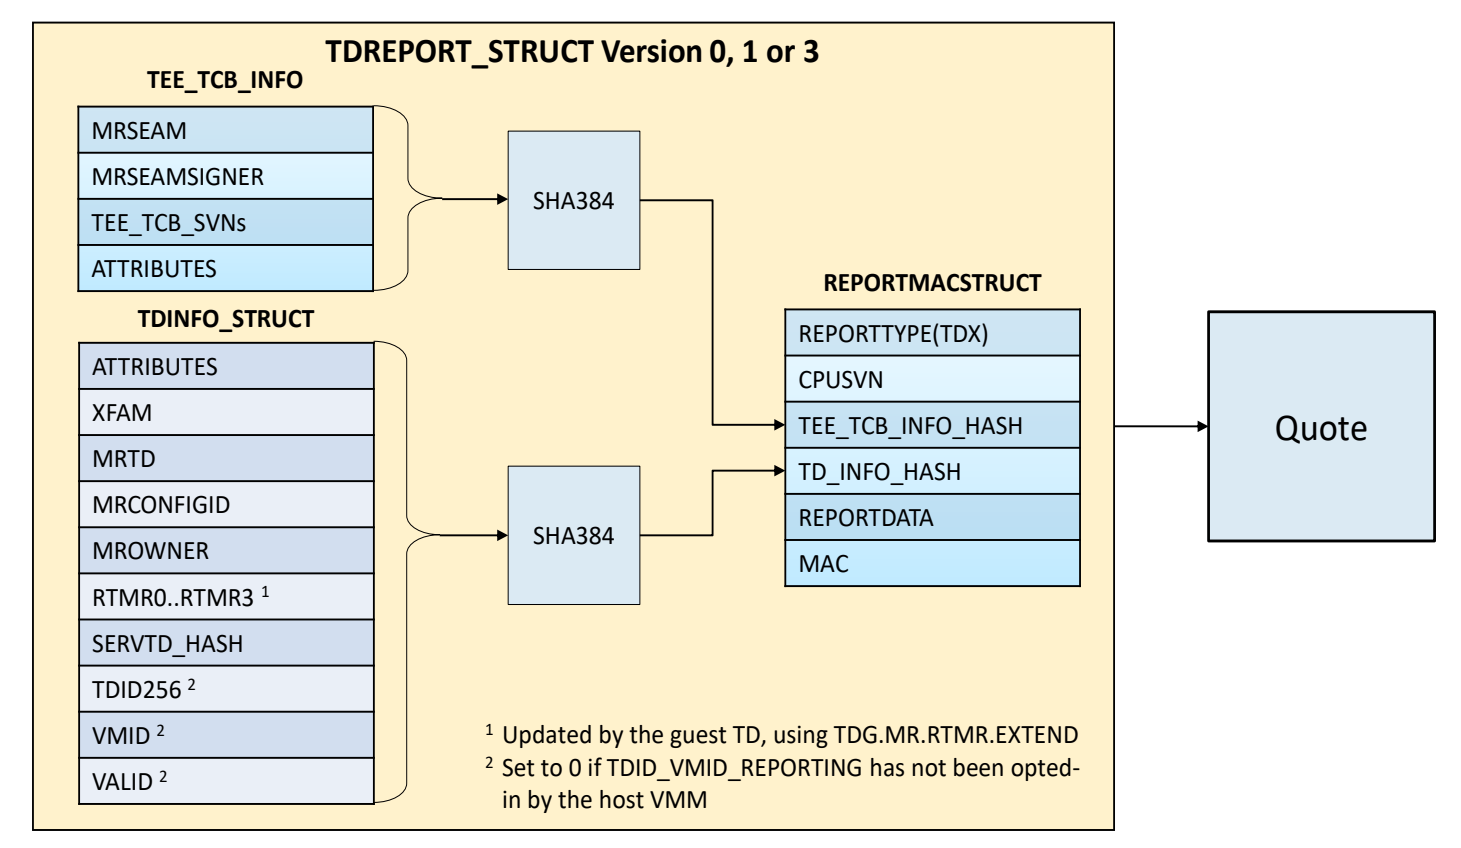 TDREPORT_STRUCT Version 0, 1 or 3
TEE_TCB_INFO
MRSEAM
MRSEAMSIGNER
TEE_TCB_SVNs
ATTRIBUTES
SHA384
TDINFO_STRUCT
ATTRIBUTES
XFAM
MRTD
MRCONFIGID
MROWNER
RTMR0..RTMR3 ¹
SERVTD_HASH
TDID256 ²
VMID ²
VALID ²
SHA384
REPORTMACSTRUCT
REPORTTYPE(TDX)
CPUSVN
TEE_TCB_INFO_HASH
TD_INFO_HASH
REPORTDATA
MAC
Quote
¹ Updated by the guest TD, using TDG.MR.RTMR.EXTEND
² Set to 0 if TDID_VMID_REPORTING has not been opted-
in by the host VMM